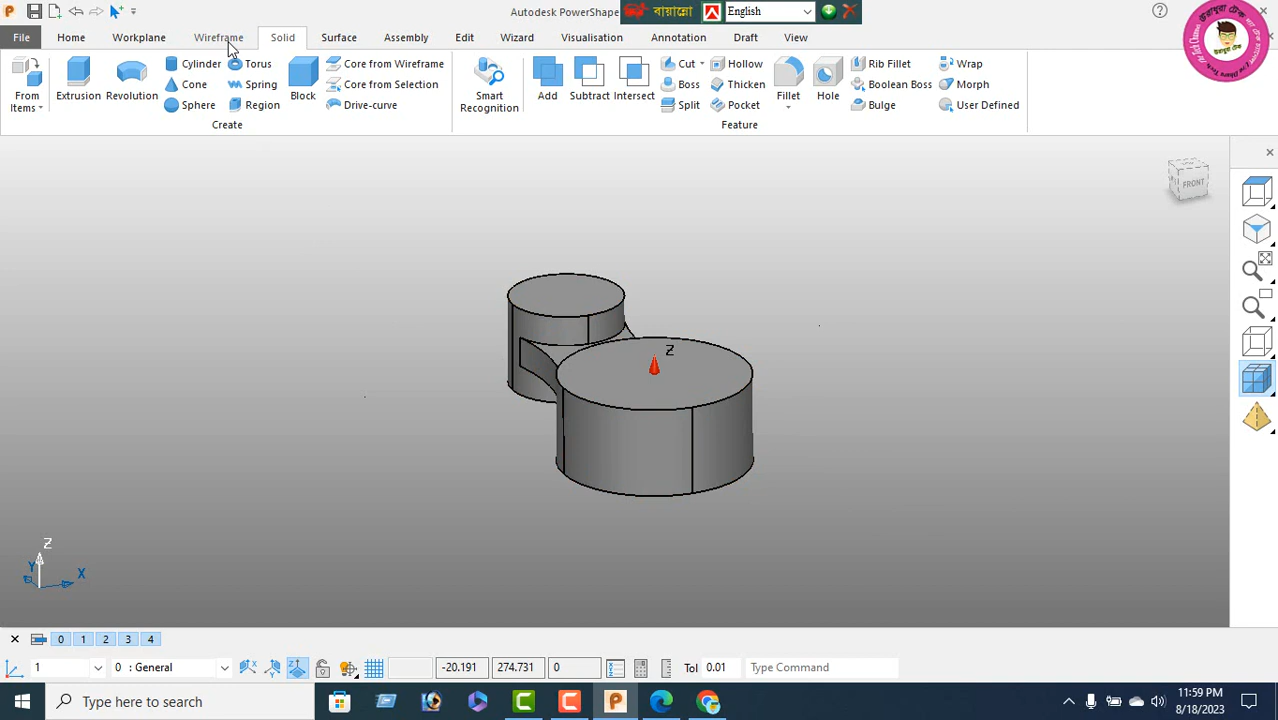 Autodesk PowerShape
বায়ান্নো
English
File
Home
Workplane
Wireframe
Solid
Surface
Assembly
Edit
Wizard
Visualisation
Annotation
Draft
View
From
Items
Extrusion
Revolution
Cylinder
Cone
Sphere
Torus
Spring
Region
Block
Core from Wireframe
Core from Selection
Drive-curve
Create
Smart
Recognition
Add
Subtract
Intersect
Cut
Boss
Split
Hollow
Thicken
Pocket
Fillet
Hole
Rib Fillet
Boolean Boss
Bulge
Wrap
Morph
User Defined
Feature
FRONT
Z
Z
Y
X
0 1 2 3 4
1
0 : General
-20.191
274.731
0
Tol
0.01
Type Command
Type here to search
11:59 PM
8/18/2023